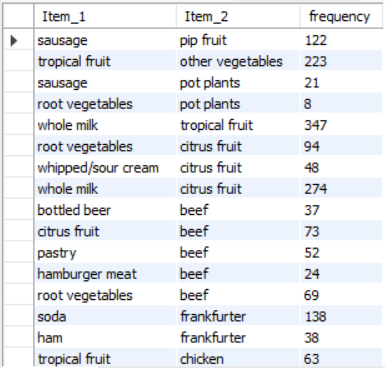 Item_1 Item_2 frequency
sausage pip fruit 122
tropical fruit other vegetables 223
sausage pot plants 21
root vegetables pot plants 8
whole milk tropical fruit 347
root vegetables citrus fruit 94
whipped/sour cream citrus fruit 48
whole milk citrus fruit 274
bottled beer beef 37
citrus fruit beef 73
pastry beef 52
hamburger meat beef 24
root vegetables beef 69
soda frankfurter 138
ham frankfurter 38
tropical fruit chicken 63